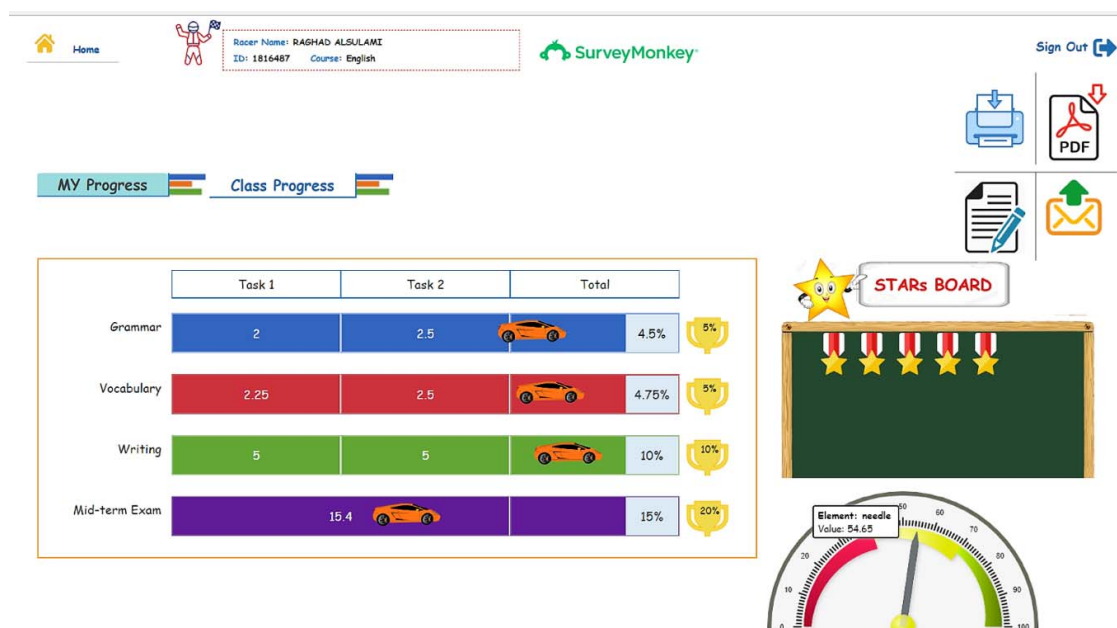 Home
Racer Name: RAGHAD ALSULAMI
ID: 1816487 Course: English
SurveyMonkey
Sign Out
PDF
MY Progress
Class Progress
STARs BOARD
Task 1 Task 2 Total
Grammar 2 2.5 4.5% 5%
Vocabulary 2.25 2.5 4.75% 5%
Writing 5 5 10% 10%
Mid-term Exam 15.4 15% 20%
Element: needle
Value: 54.65
0
10
20
50
60
70
80
90
100